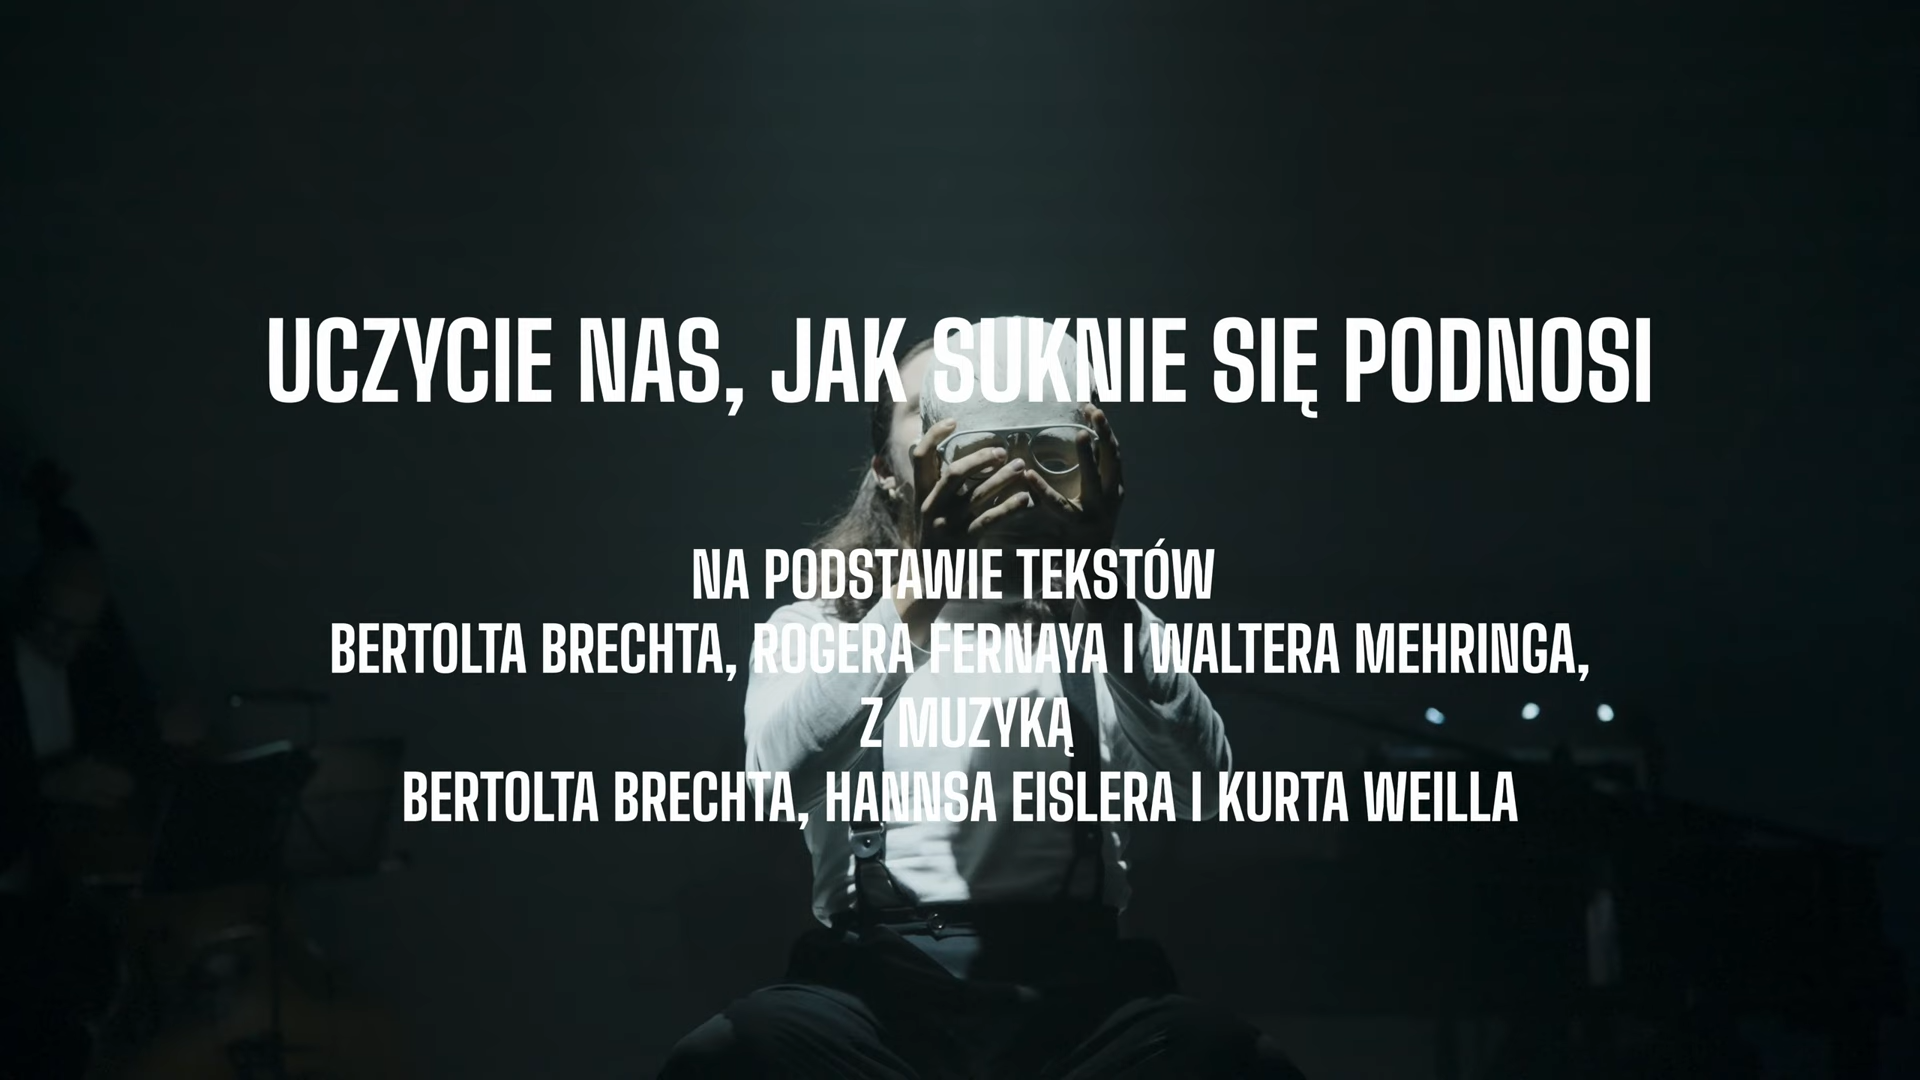 UCZYCIE NAS, JAK SUKNIE SIĘ PODNOSI
NA PODSTAWIE TEKSTÓW
BERTOLTA BRECHTA, ROGERA FERNAYA I WALTERA MEHRINGA,
Z MUZYKĄ
BERTOLTA BRECHTA, HANNSA EISLERA I KURTA WEILLA